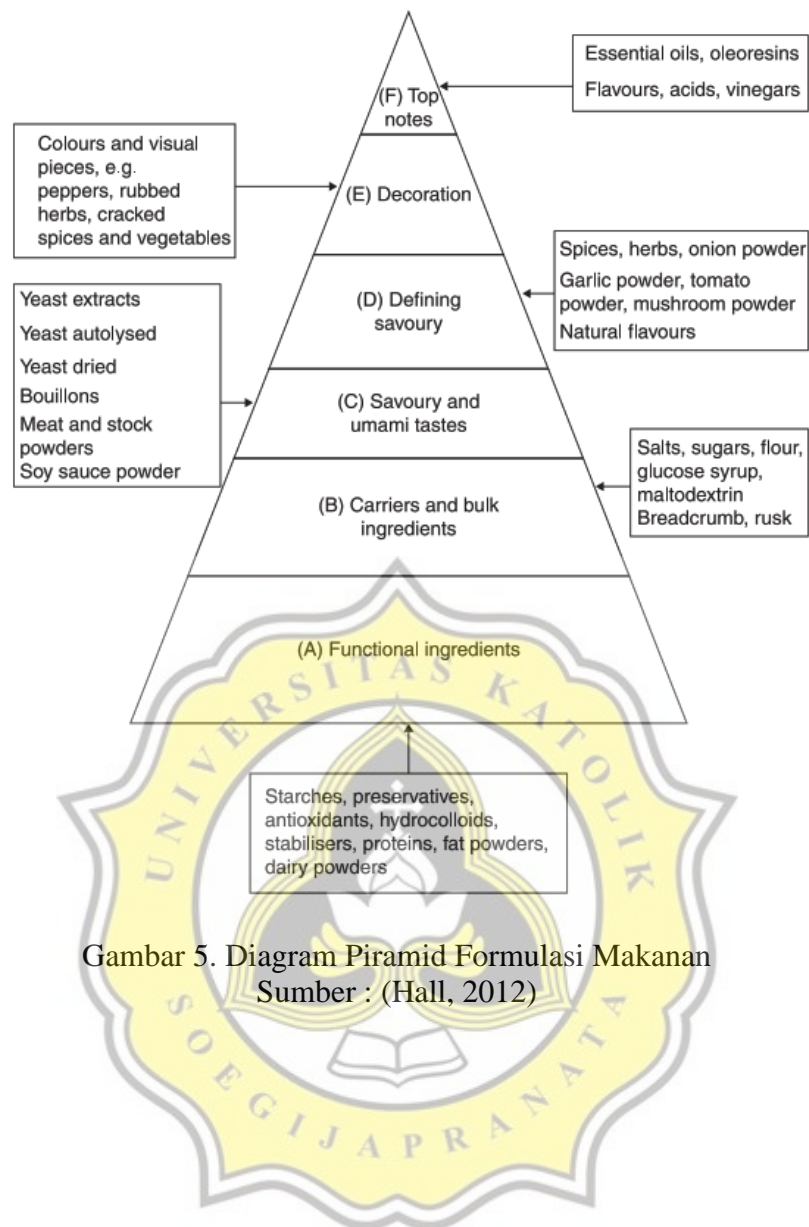 (F) Top
notes
Essential oils, oleoresins
Flavours, acids, vinegars
Colours and visual
pieces, e.g.
peppers, rubbed
herbs, cracked
spices and vegetables
(E) Decoration
Spices, herbs, onion powder
Garlic powder, tomato
powder, mushroom powder
Natural flavours
(D) Defining
savoury
Yeast extracts
Yeast autolysed
Yeast dried
Bouillons
Meat and stock
powders
Soy sauce powder
(C) Savoury and
umami tastes
Salts, sugars, flour,
glucose syrup,
maltodextrin
Breadcrumb, rusk
(B) Carriers and bulk
ingredients
(A) Functional ingredients
Starches, preservatives,
antioxidants, hydrocolloids,
stabilisers, proteins, fat powders,
dairy powders
UNIVERSITAS KATOLIK
SOEGIJAPRANATA
Gambar 5. Diagram Piramid Formulasi Makanan
Sumber : (Hall, 2012)